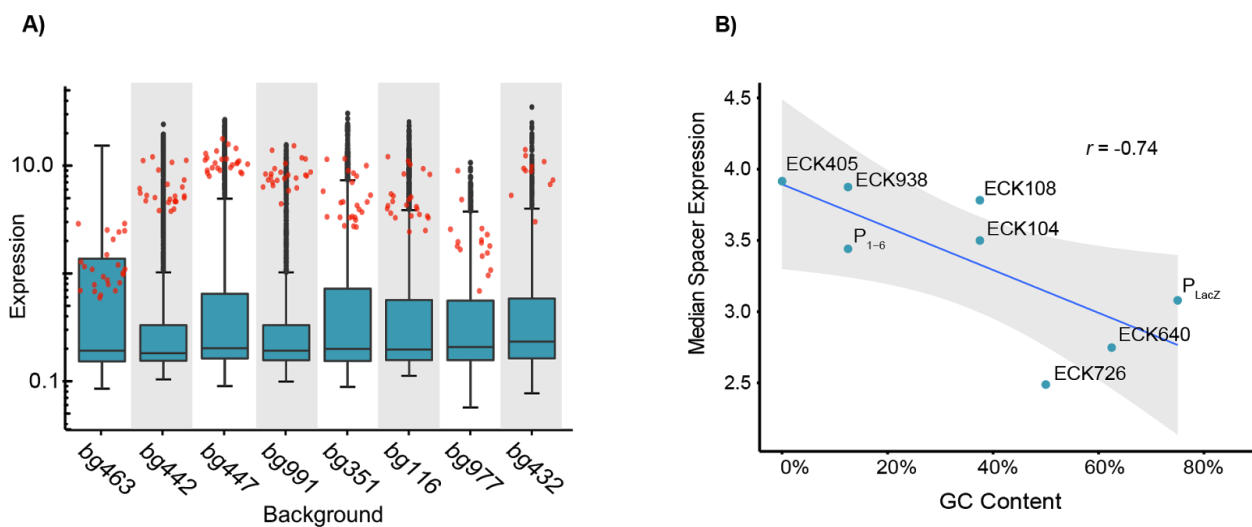 A)
Expression
10.0
0.1
bg463
bg442
bg447
bg991
bg351
bg116
bg977
bg432
Background
B)
Median Spacer Expression
4.5
4.0
3.5
3.0
2.5
r = -0.74
ECK405
ECK938
ECK108
ECK104
P1–6
PLacZ
ECK640
ECK726
0%
20%
40%
60%
80%
GC Content